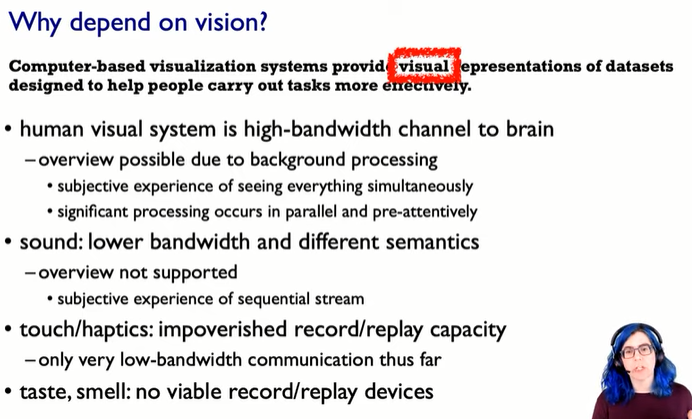 Why depend on vision?
Computer-based visualization systems provide visual representations of datasets
designed to help people carry out tasks more effectively.
• human visual system is high-bandwidth channel to brain
–overview possible due to background processing
• subjective experience of seeing everything simultaneously
• significant processing occurs in parallel and pre-attentively
• sound: lower bandwidth and different semantics
–overview not supported
• subjective experience of sequential stream
• touch/haptics: impoverished record/replay capacity
–only very low-bandwidth communication thus far
• taste, smell: no viable record/replay devices